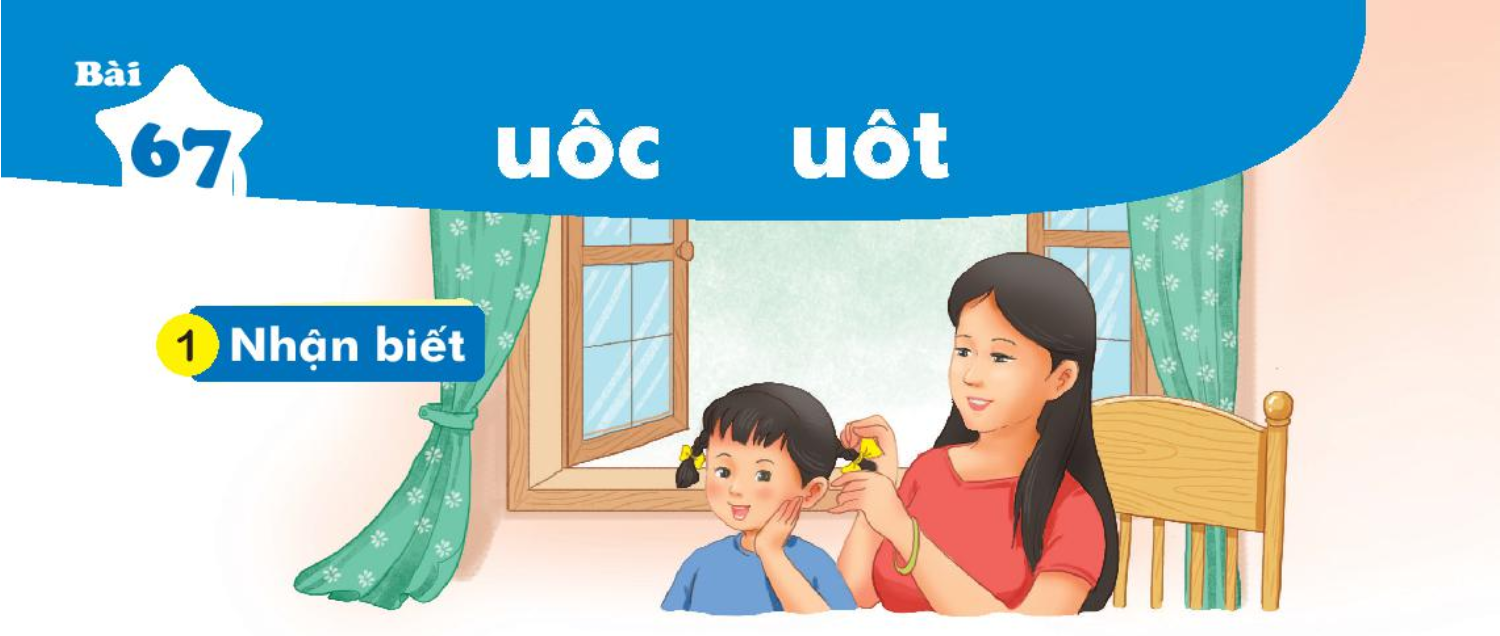 Bài
67
uôc uôt
1 Nhận biết